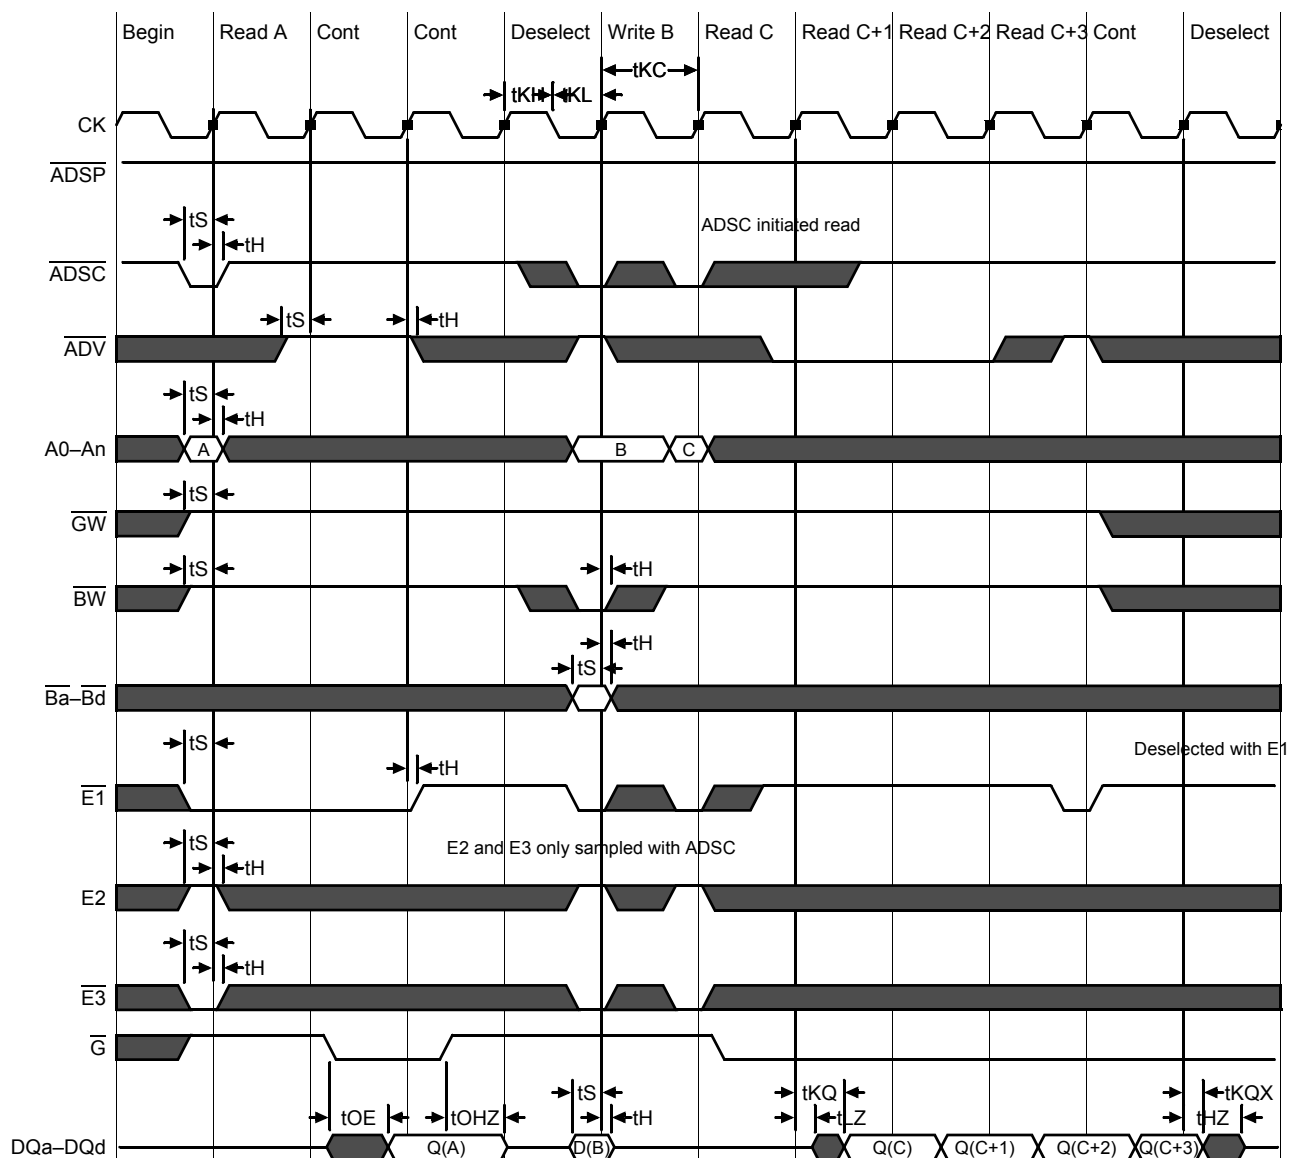 Begin Read A Cont Cont Deselect Write B Read C Read C+1 Read C+2 Read C+3 Cont Deselect
tKC
tKH tKL
CK
ADSP
tS
ADSC initiated read
tH
ADSC
tS tH
ADV
tS
tH
A0–An A B C
tS
GW
tS tH
BW
tH
tS
Ba–Bd
tS
Deselected with E1
tH
E1
tS
E2 and E3 only sampled with ADSC
tH
E2
tS
tH
E3
G
tS tKQ tKQX
tOE tOHZ tH tLZ tHZ
DQa–DQd Q(A) D(B) Q(C) Q(C+1) Q(C+2) Q(C+3)